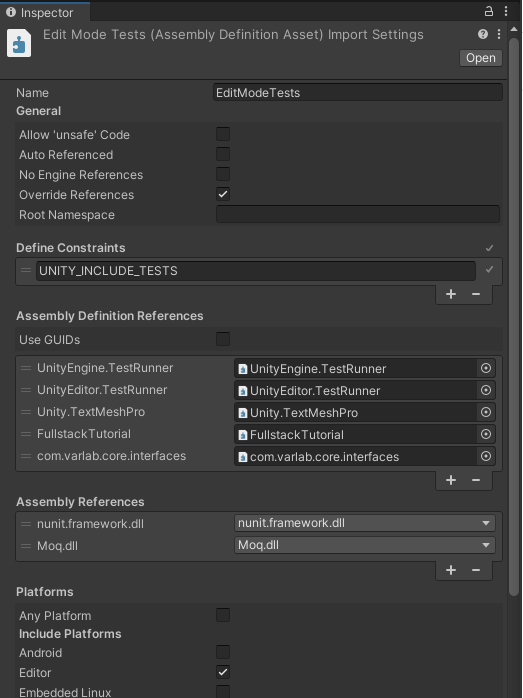 Inspector
Edit Mode Tests (Assembly Definition Asset) Import Settings
Open
Name EditModeTests
General
Allow 'unsafe' Code
Auto Referenced
No Engine References
Override References
Root Namespace
Define Constraints
UNITY_INCLUDE_TESTS
Assembly Definition References
Use GUIDs
UnityEngine.TestRunner UnityEngine.TestRunner
UnityEditor.TestRunner UnityEditor.TestRunner
Unity.TextMeshPro Unity.TextMeshPro
FullstackTutorial FullstackTutorial
com.varlab.core.interfaces com.varlab.core.interfaces
Assembly References
nunit.framework.dll nunit.framework.dll
Moq.dll Moq.dll
Platforms
Any Platform
Include Platforms
Android
Editor
Embedded Linux